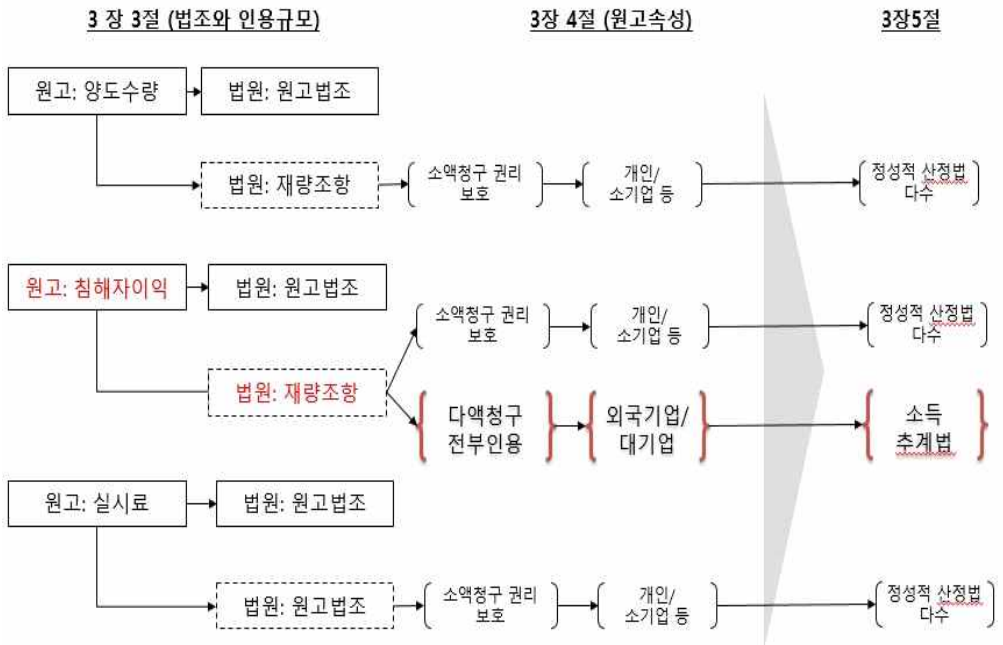 3 장 3절 (법조와 인용규모)
3장 4절 (원고속성)
3장5절
원고: 양도수량
법원: 원고법조
법원: 재량조항
소액청구 권리
보호
개인/
소기업 등
정성적 산정법
다수
원고: 침해자이익
법원: 원고법조
법원: 재량조항
소액청구 권리
보호
개인/
소기업 등
정성적 산정법
다수
다액청구
전부인용
외국기업/
대기업
소득
추계법
원고: 실시료
법원: 원고법조
법원: 원고법조
소액청구 권리
보호
개인/
소기업 등
정성적 산정법
다수